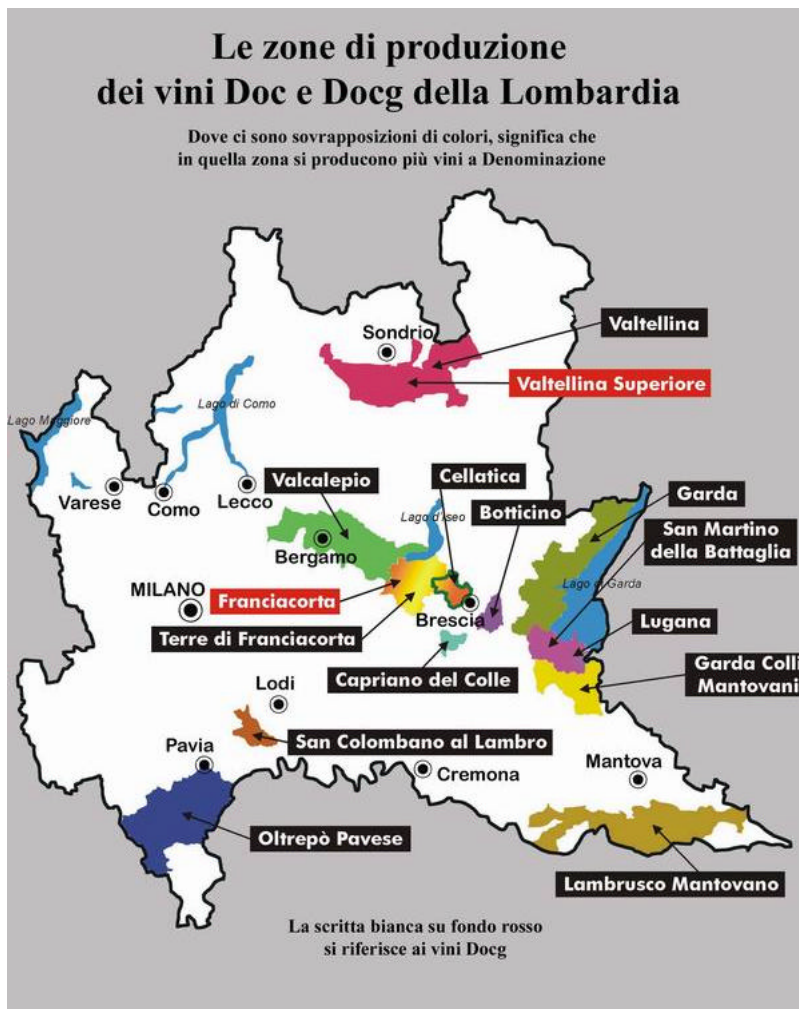 Le zone di produzione
dei vini Doc e Docg della Lombardia
Dove ci sono sovrapposizioni di colori, significa che
in quella zona si producono più vini a Denominazione
Sondrio
Valtellina
Valtellina Superiore
Lago Maggiore
Lago di Como
Varese
Como
Lecco
Valcalepio
Cellatica
Lago d'Iseo
Botticino
Garda
San Martino
della Battaglia
Bergamo
Lago di Garda
MILANO
Franciacorta
Brescia
Lugana
Terre di Franciacorta
Capriano del Colle
Garda Colli
Mantovani
Lodi
San Colombano al Lambro
Pavia
Cremona
Mantova
Oltrepò Pavese
Lambrusco Mantovano
La scritta bianca su fondo rosso
si riferisce ai vini Docg